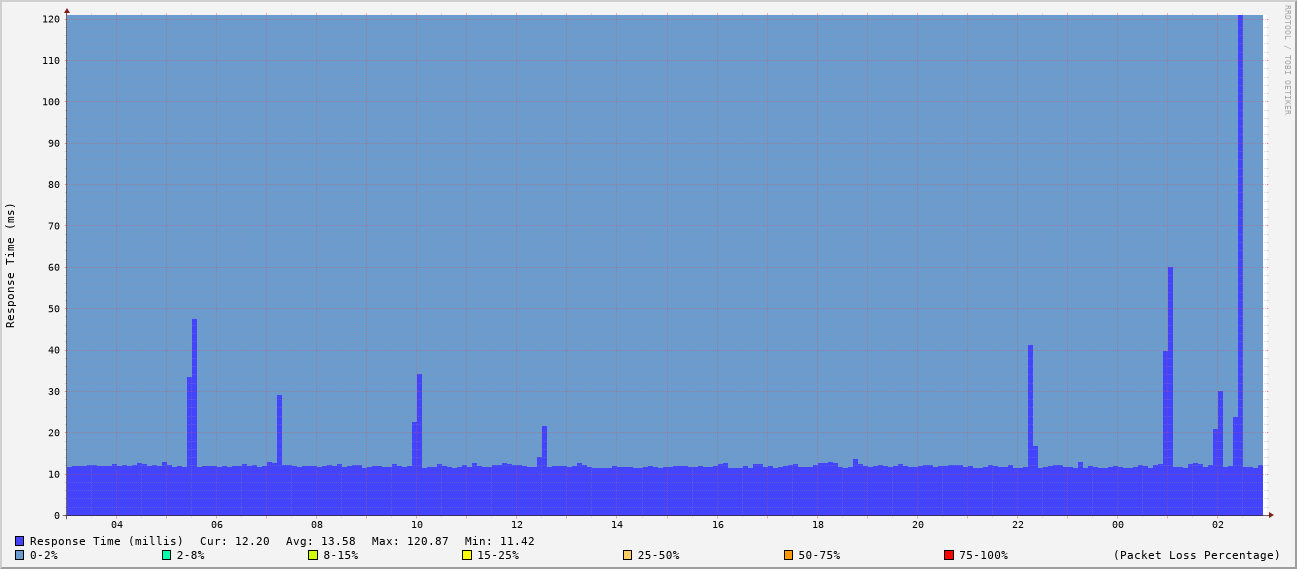 RRDTOOL / TOBI OETIKER
Response Time (ms)
120
110
100
90
80
70
60
50
40
30
20
10
0
04 06 08 10 12 14 16 18 20 22 00 02
Response Time (millis) Cur: 12.20 Avg: 13.58 Max: 120.87 Min: 11.42
0-2% 2-8% 8-15% 15-25% 25-50% 50-75% 75-100% (Packet Loss Percentage)